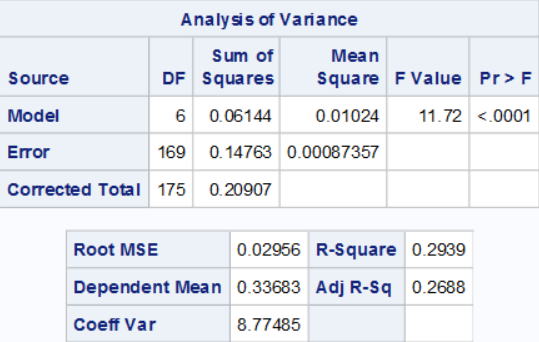 Analysis of Variance
Source DF Sum of Squares Mean Square F Value Pr > F
Model 6 0.06144 0.01024 11.72 <.0001
Error 169 0.14763 0.00087357
Corrected Total 175 0.20907
Root MSE 0.02956 R-Square 0.2939
Dependent Mean 0.33683 Adj R-Sq 0.2688
Coeff Var 8.77485